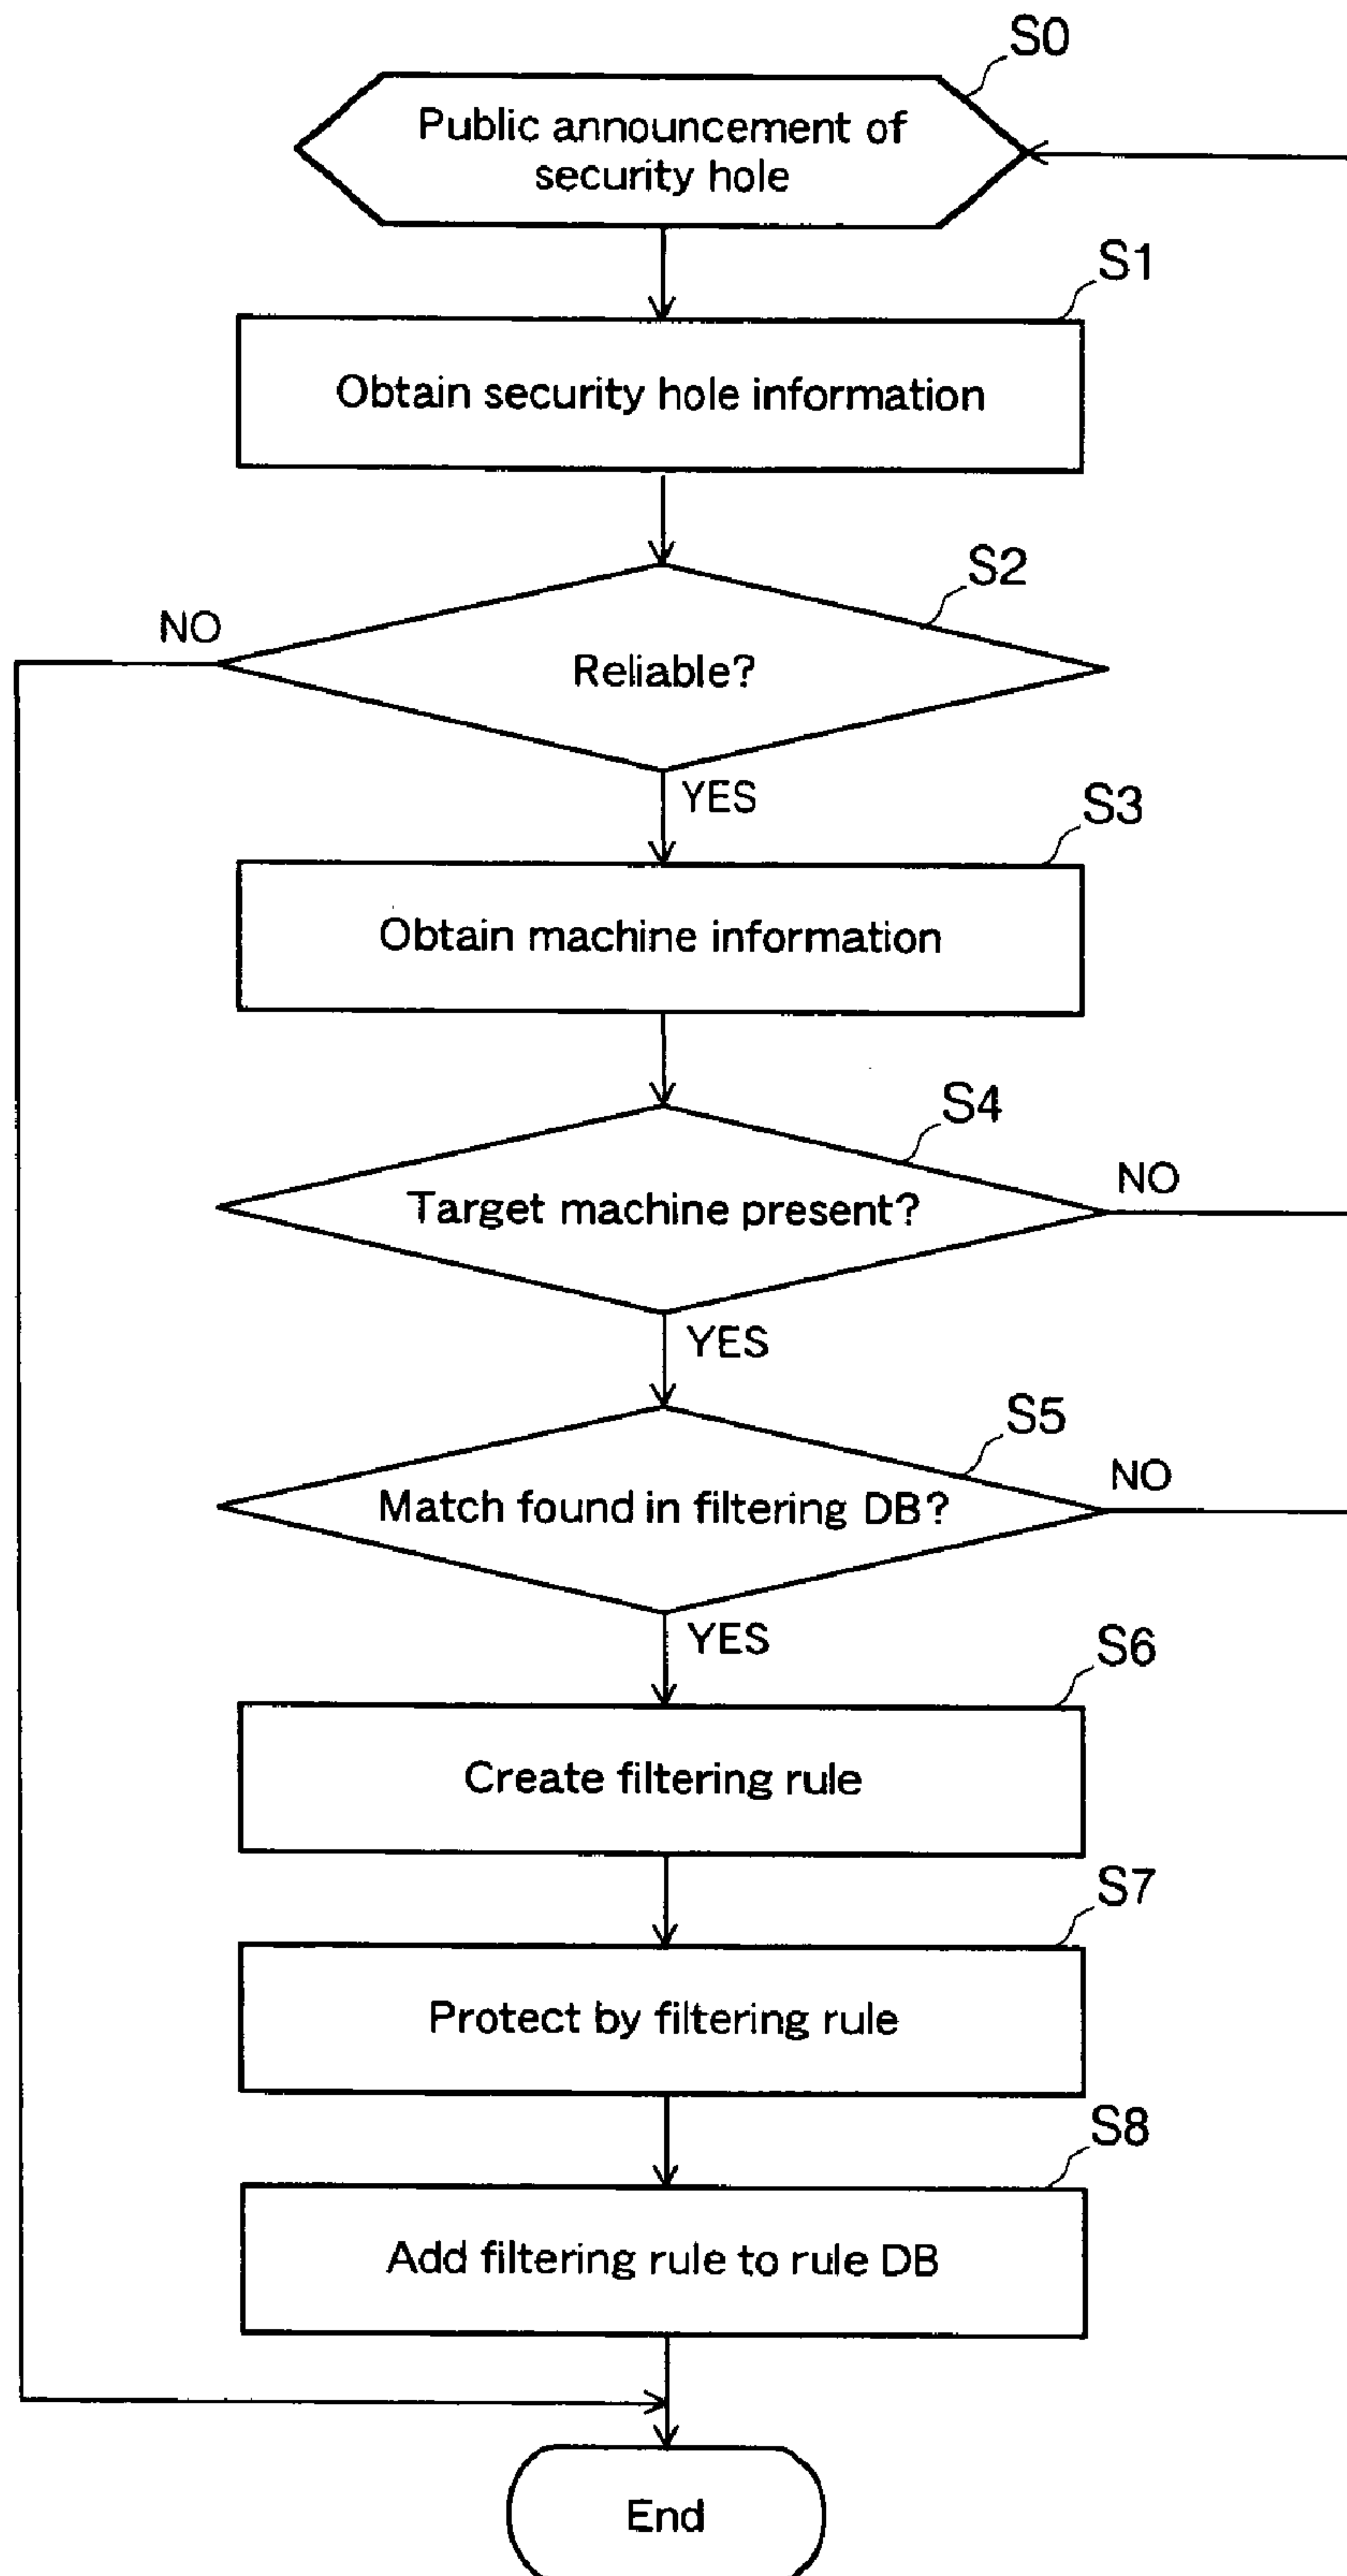 S0
Public announcement of
security hole
S1
Obtain security hole information
S2
NO
Reliable?
YES
S3
Obtain machine information
S4
NO
Target machine present?
YES
S5
NO
Match found in filtering DB?
YES
S6
Create filtering rule
S7
Protect by filtering rule
S8
Add filtering rule to rule DB
End